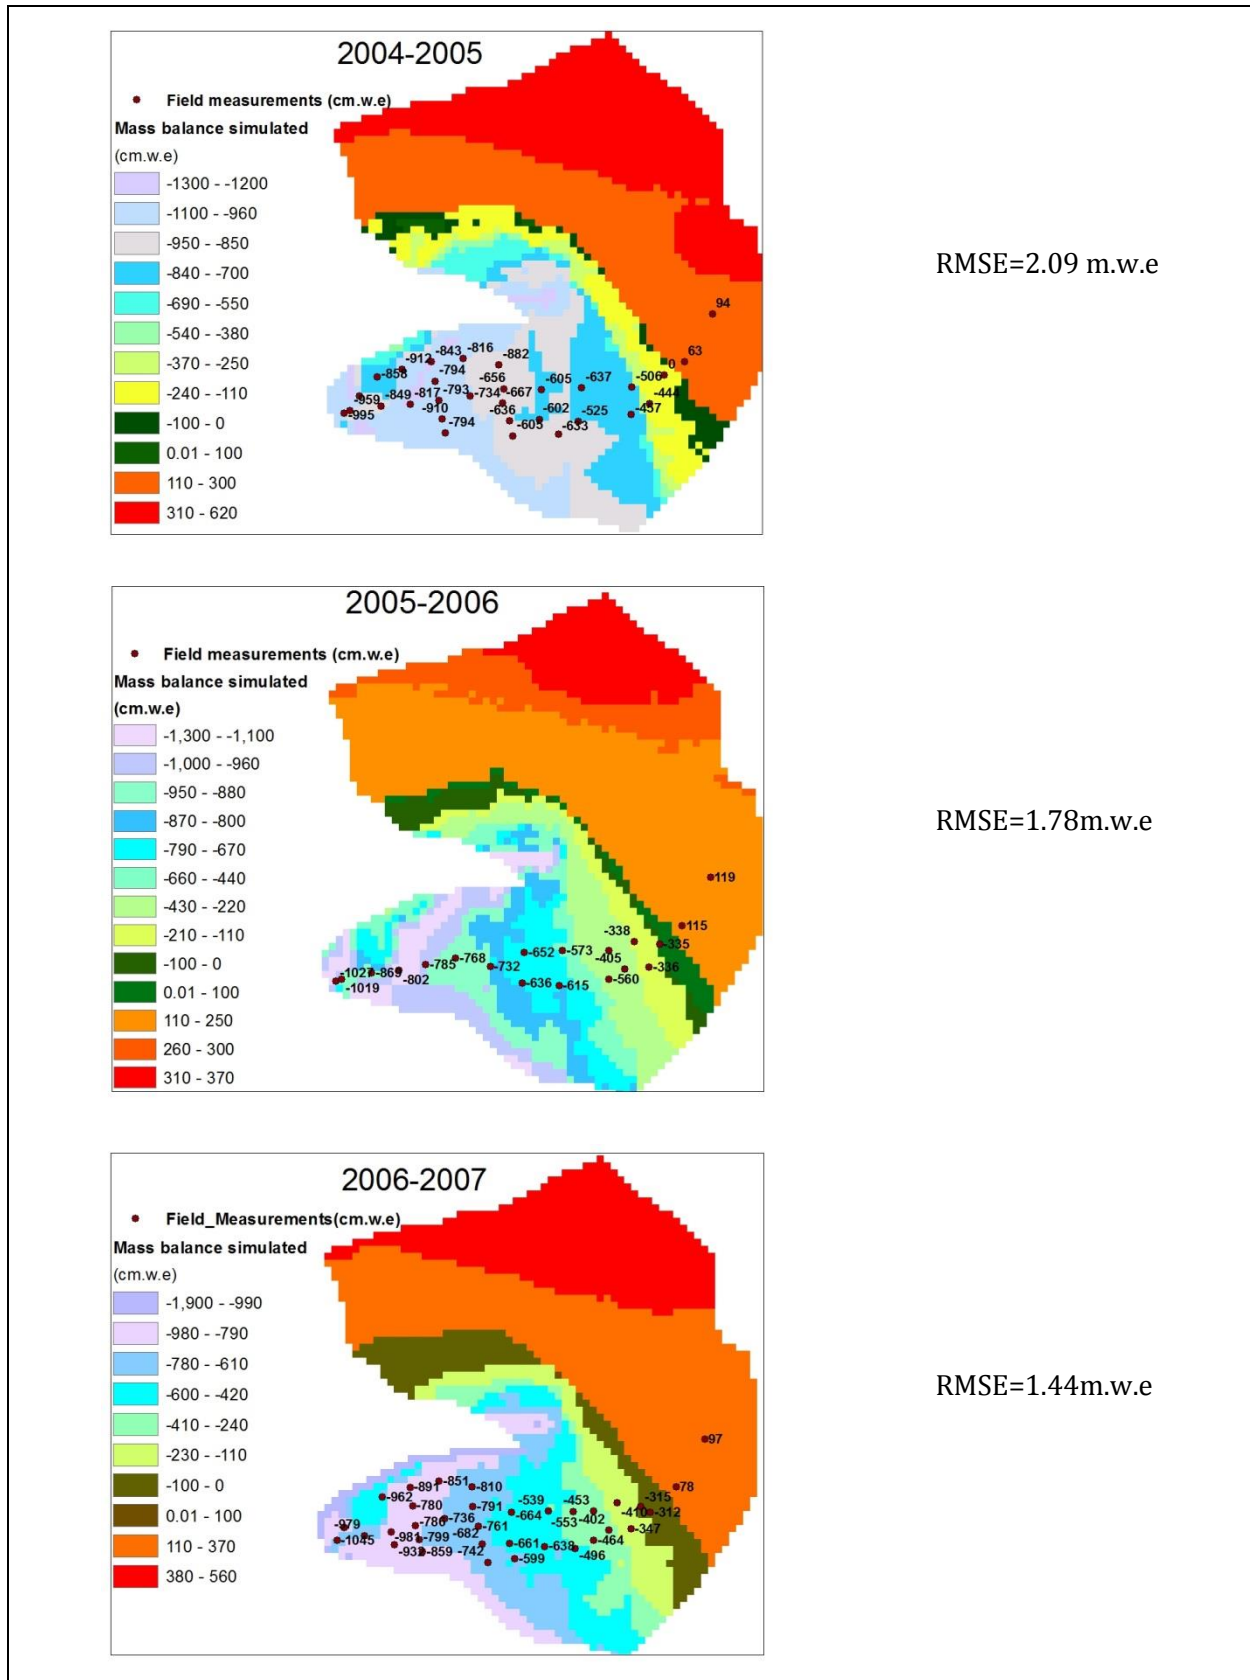 2004-2005
Field measurements (cm.w.e)
Mass balance simulated
(cm.w.e)
-1300 - -1200
-1100 - -960
-950 - -850
-840 - -700
-690 - -550
-540 - -380
-370 - -250
-240 - -110
-100 - 0
0.01 - 100
110 - 300
310 - 620
94
63
0
-912
-843
-816
-882
-858
-794
-656
-605
-637
-506
-959
-849
-817
-793
-734
-667
-444
-995
-910
-636
-602
-525
-457
-794
-605
-633
RMSE=2.09 m.w.e
2005-2006
Field measurements (cm.w.e)
Mass balance simulated
(cm.w.e)
-1,300 - -1,100
-1,000 - -960
-950 - -880
-870 - -800
-790 - -670
-660 - -440
-430 - -220
-210 - -110
-100 - 0
0.01 - 100
110 - 250
260 - 300
310 - 370
119
115
-338
-335
-652
-573
-405
-768
-785
-732
-336
-1027
-869
-802
-560
-1019
-636
-615
RMSE=1.78m.w.e
2006-2007
Field_Measurements(cm.w.e)
Mass balance simulated
(cm.w.e)
-1,900 - -990
-980 - -790
-780 - -610
-600 - -420
-410 - -240
-230 - -110
-100 - 0
0.01 - 100
110 - 370
380 - 560
97
78
-891
-851
-810
-962
-780
-791
-539
-453
-315
-664
-410
-312
-979
-786
-736
-761
-553
-402
-347
-1045
-981
-799
-682
-661
-638
-464
-859
-742
-599
-496
RMSE=1.44m.w.e